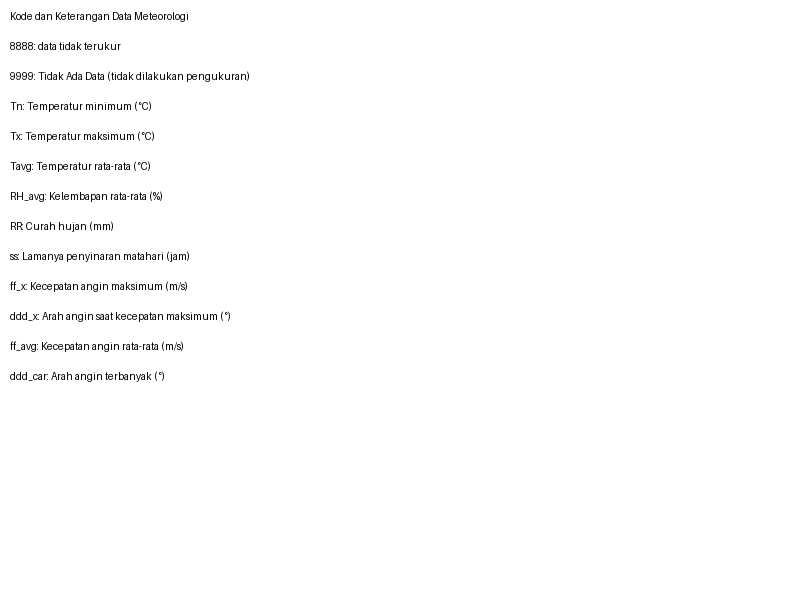 Kode dan Keterangan Data Meteorologi
8888: data tidak terukur
9999: Tidak Ada Data (tidak dilakukan pengukuran)
Tn: Temperatur minimum (°C)
Tx: Temperatur maksimum (°C)
Tavg: Temperatur rata-rata (°C)
RH_avg: Kelembapan rata-rata (%)
RR: Curah hujan (mm)
ss: Lamanya penyinaran matahari (jam)
ff_x: Kecepatan angin maksimum (m/s)
ddd_x: Arah angin saat kecepatan maksimum (°)
ff_avg: Kecepatan angin rata-rata (m/s)
ddd_car: Arah angin terbanyak (°)